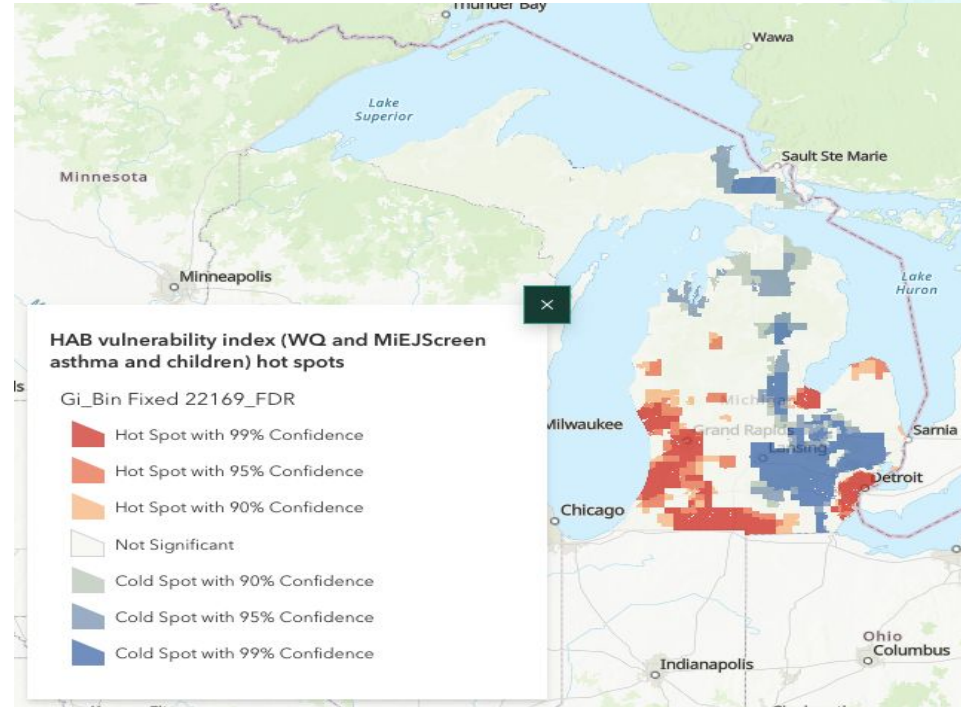 Thunder Bay
Wawa
Lake
Superior
Sault Ste Marie
Minnesota
Minneapolis
Lake
Huron
×
HAB vulnerability index (WQ and MiEJScreen
asthma and children) hot spots
ls
Gi_Bin Fixed 22169_FDR
Hot Spot with 99% Confidence
Hot Spot with 95% Confidence
Hot Spot with 90% Confidence
Not Significant
Cold Spot with 90% Confidence
Cold Spot with 95% Confidence
Cold Spot with 99% Confidence
Michigan
Milwaukee
Grand Rapids
Sarnia
Lansing
Detroit
Chicago
Ohio
Columbus
Indianapolis